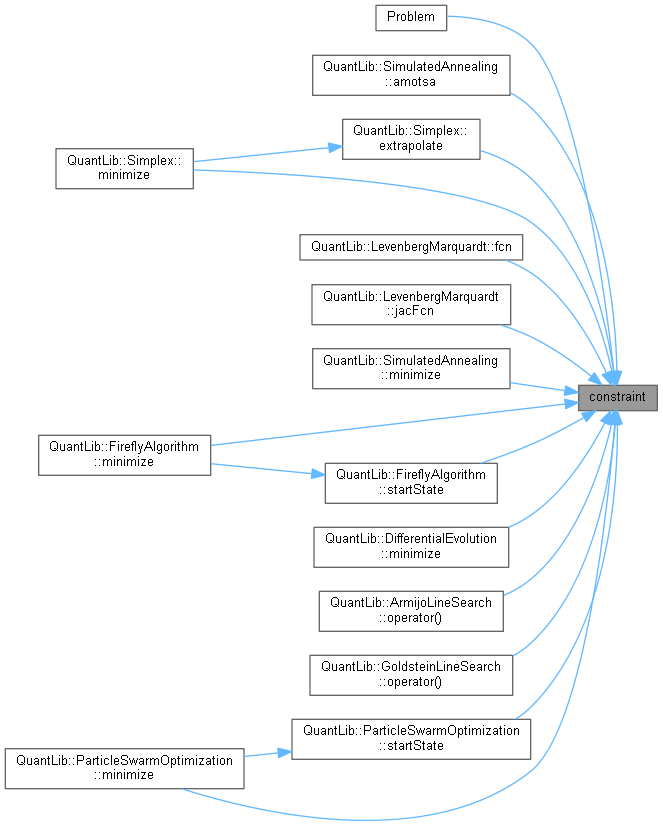 Problem
QuantLib::SimulatedAnnealing
::amotsa
QuantLib::Simplex::
extrapolate
QuantLib::Simplex::
minimize
QuantLib::LevenbergMarquardt::fcn
QuantLib::LevenbergMarquardt
::jacFcn
QuantLib::SimulatedAnnealing
::minimize
constraint
QuantLib::FireflyAlgorithm
::minimize
QuantLib::FireflyAlgorithm
::startState
QuantLib::DifferentialEvolution
::minimize
QuantLib::ArmijoLineSearch
::operator()
QuantLib::GoldsteinLineSearch
::operator()
QuantLib::ParticleSwarmOptimization
::startState
QuantLib::ParticleSwarmOptimization
::minimize